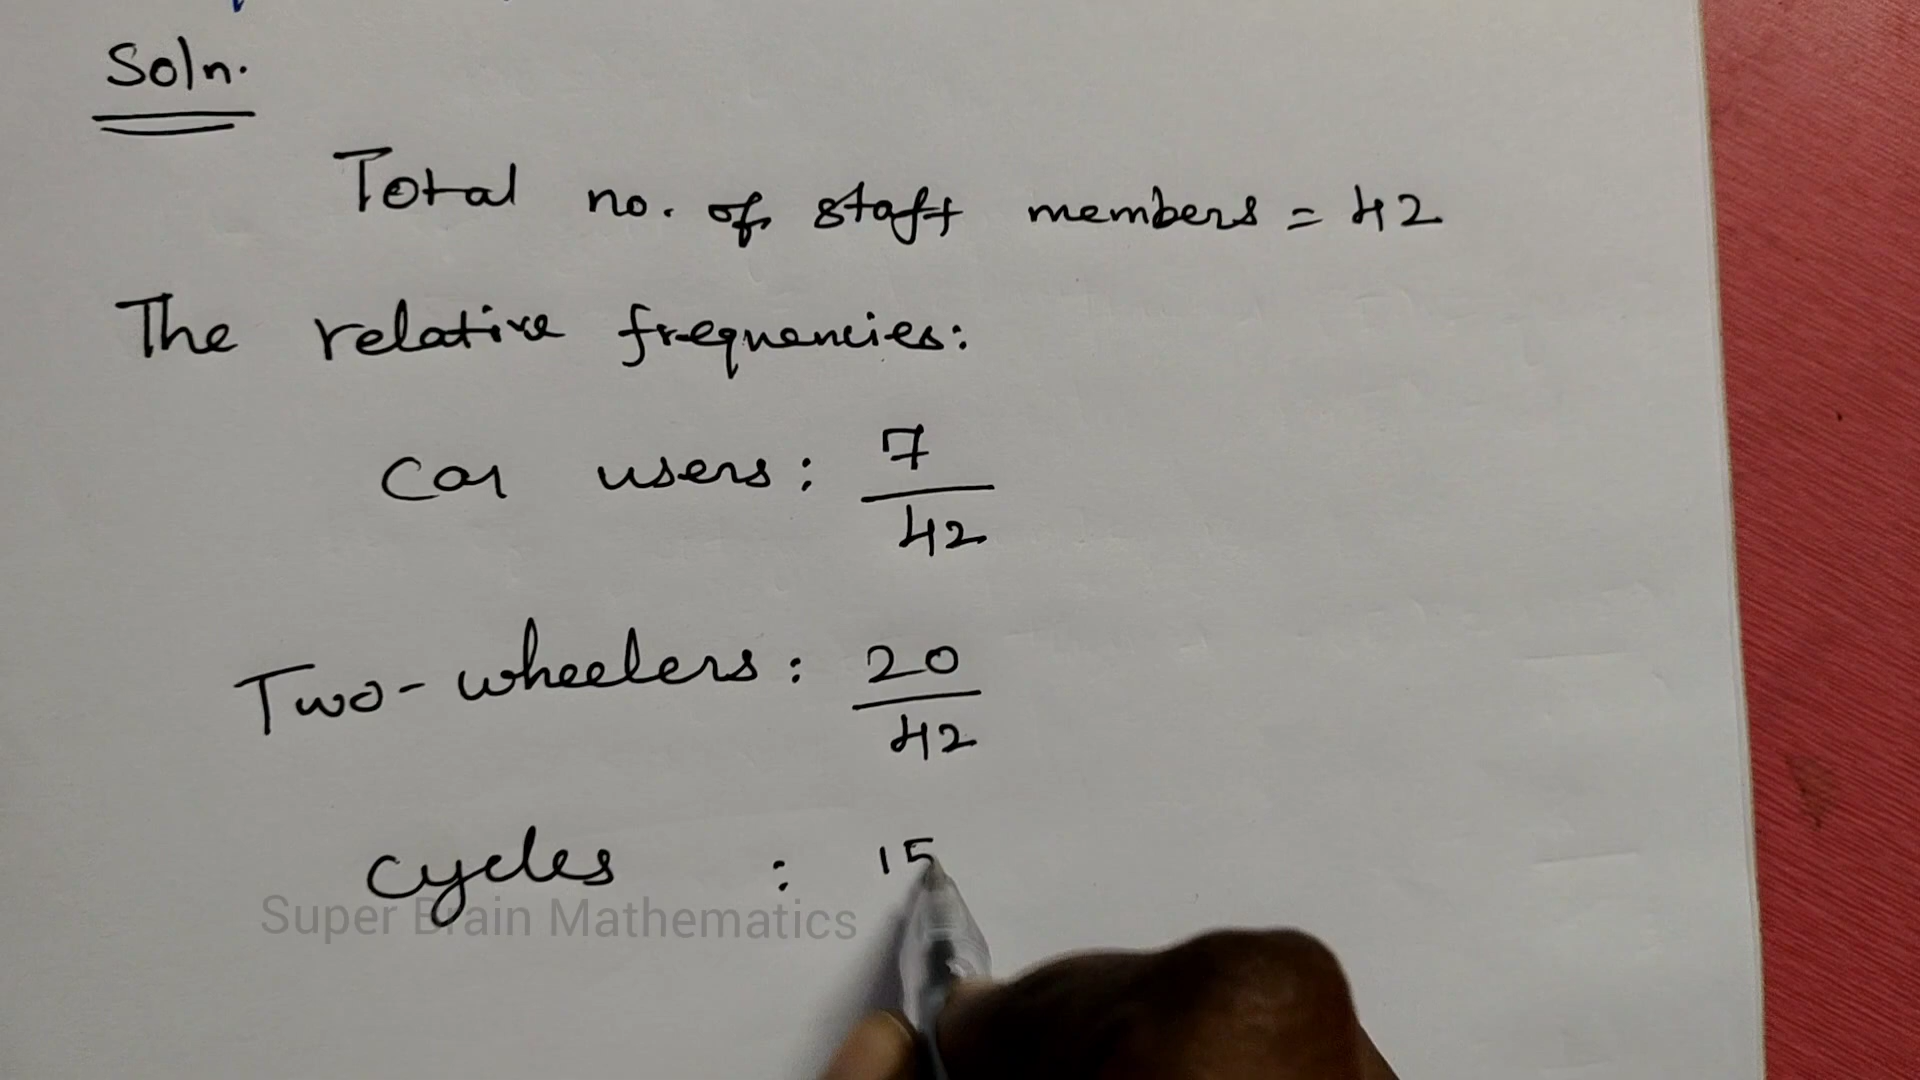 Soln.
Total no. of staff members = 42
The relative frequencies:
Car users: 7/42
Two-wheelers: 20/42
cycles : 15
Super Brain Mathematics